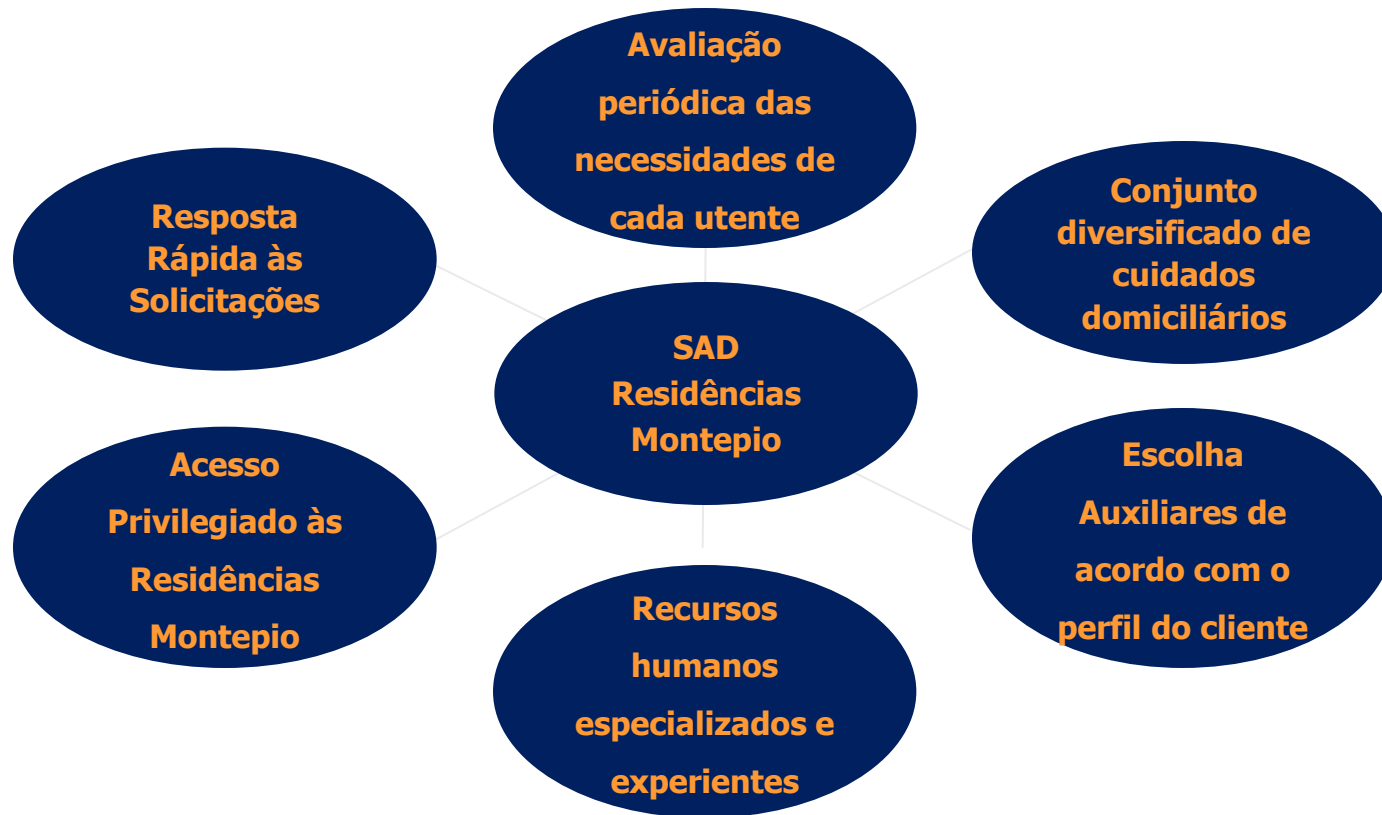 Avaliação
periódica das
necessidades de
cada utente
Resposta
Rápida às
Solicitações
Conjunto
diversificado de
cuidados
domiciliários
SAD
Residências
Montepio
Acesso
Privilegiado às
Residências
Montepio
Escolha
Auxiliares de
acordo com o
perfil do cliente
Recursos
humanos
especializados e
experientes